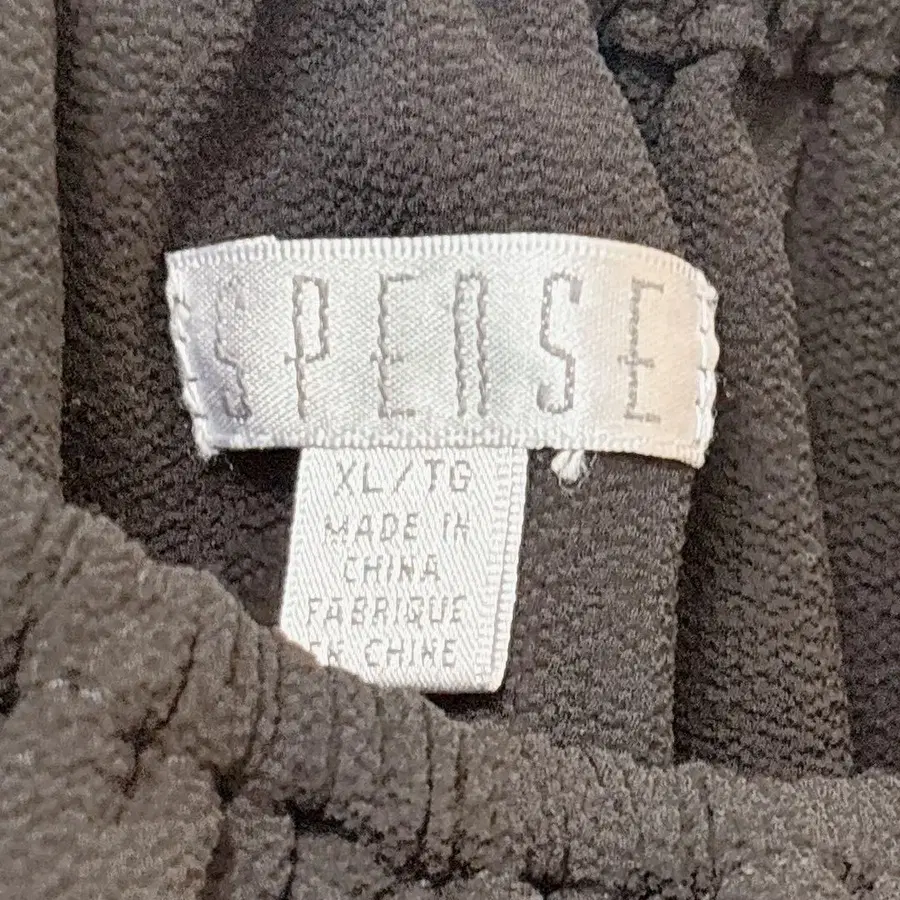 SPENSE
XL/TG
MADE IN
CHINA
FABRIQUE
EN CHINE